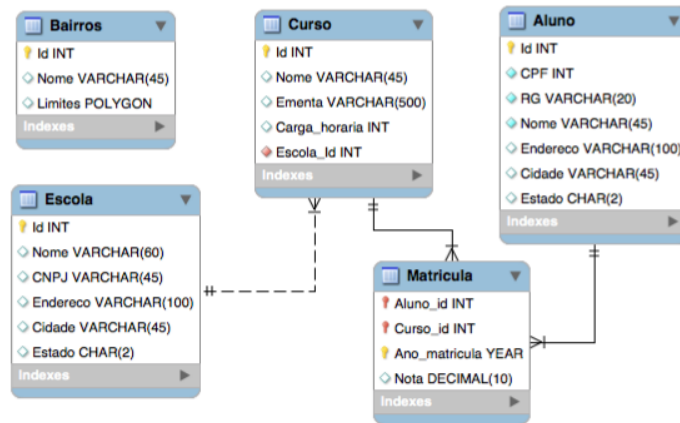 Bairros
Id INT
Nome VARCHAR(45)
Limites POLYGON
Indexes
Curso
Id INT
Nome VARCHAR(45)
Ementa VARCHAR(500)
Carga_horaria INT
Escola_Id INT
Indexes
Aluno
Id INT
CPF INT
RG VARCHAR(20)
Nome VARCHAR(45)
Endereco VARCHAR(100)
Cidade VARCHAR(45)
Estado CHAR(2)
Indexes
Escola
Id INT
Nome VARCHAR(60)
CNPJ VARCHAR(45)
Endereco VARCHAR(100)
Cidade VARCHAR(45)
Estado CHAR(2)
Indexes
Matricula
Aluno_id INT
Curso_id INT
Ano_matricula YEAR
Nota DECIMAL(10)
Indexes